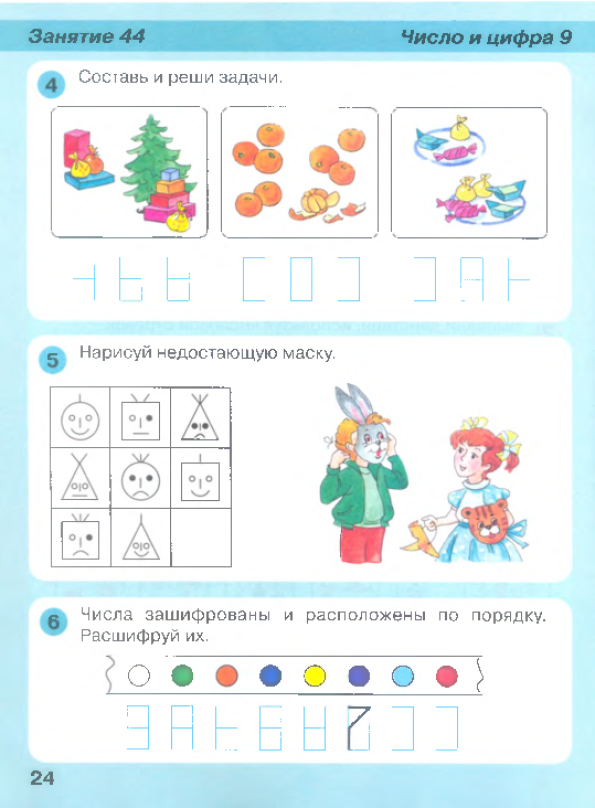 Занятие 44
Число и цифра 9
4 Составь и реши задачи.
5 Нарисуй недостающую маску.
6 Числа зашифрованы и расположены по порядку.
Расшифруй их.
24